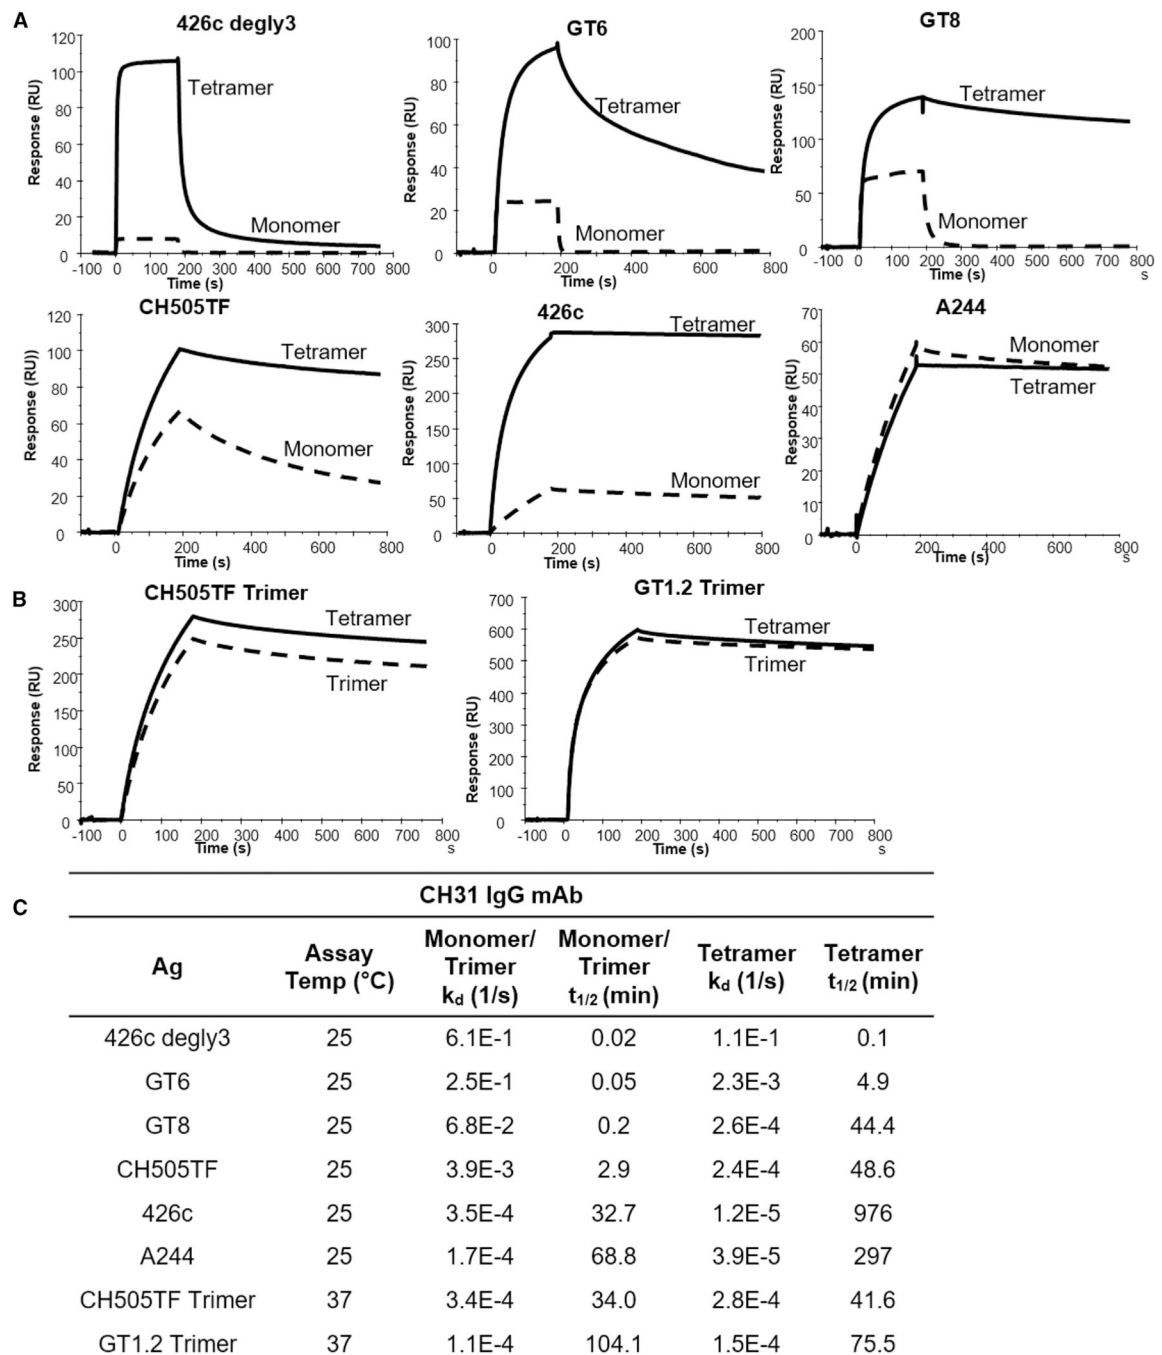 A
426c degly3
120
100
80
60
40
20
0
Response (RU)
Tetramer
Monomer
-100 0 100 200 300 400 500 600 700 800
Time (s)
GT6
100
80
60
40
20
0
Response (RU)
Tetramer
Monomer
0 200 400 600 800
Time (s)
GT8
200
150
100
50
0
Response (RU)
Tetramer
Monomer
-100 0 100 200 300 400 500 600 700 800
Time (s)
s
CH505TF
120
100
80
60
40
20
0
Response (RU))
Tetramer
Monomer
0 200 400 600 800
Time (s)
426c
300
250
200
150
100
50
0
Response (RU)
Tetramer
Monomer
0 200 400 600 800
Time (s)
A244
70
60
50
40
30
20
10
0
Response (RU)
Monomer
Tetramer
0 200 400 600 800
Time (s)
s
B
CH505TF Trimer
300
250
200
150
100
50
0
Response (RU)
Tetramer
Trimer
-100 0 100 200 300 400 500 600 700 800
Time (s)
s
GT1.2 Trimer
700
600
500
400
300
200
100
0
Response (RU)
Tetramer
Trimer
-100 0 100 200 300 400 500 600 700 800
Time (s)
s
C
CH31 IgG mAb
Ag
Assay
Temp (°C)
Monomer/
Trimer
kd (1/s)
Monomer/
Trimer
t1/2 (min)
Tetramer
kd (1/s)
Tetramer
t1/2 (min)
426c degly3 25 6.1E-1 0.02 1.1E-1 0.1
GT6 25 2.5E-1 0.05 2.3E-3 4.9
GT8 25 6.8E-2 0.2 2.6E-4 44.4
CH505TF 25 3.9E-3 2.9 2.4E-4 48.6
426c 25 3.5E-4 32.7 1.2E-5 976
A244 25 1.7E-4 68.8 3.9E-5 297
CH505TF Trimer 37 3.4E-4 34.0 2.8E-4 41.6
GT1.2 Trimer 37 1.1E-4 104.1 1.5E-4 75.5